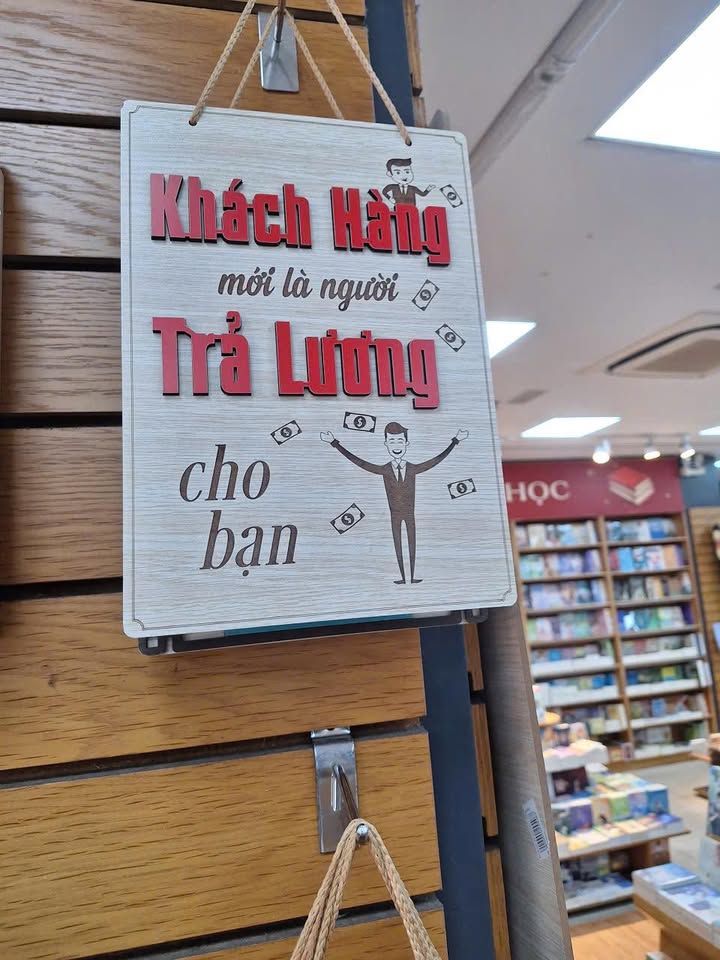 Khách Hàng
mới là người
Trả Lương
cho
bạn
HỌC